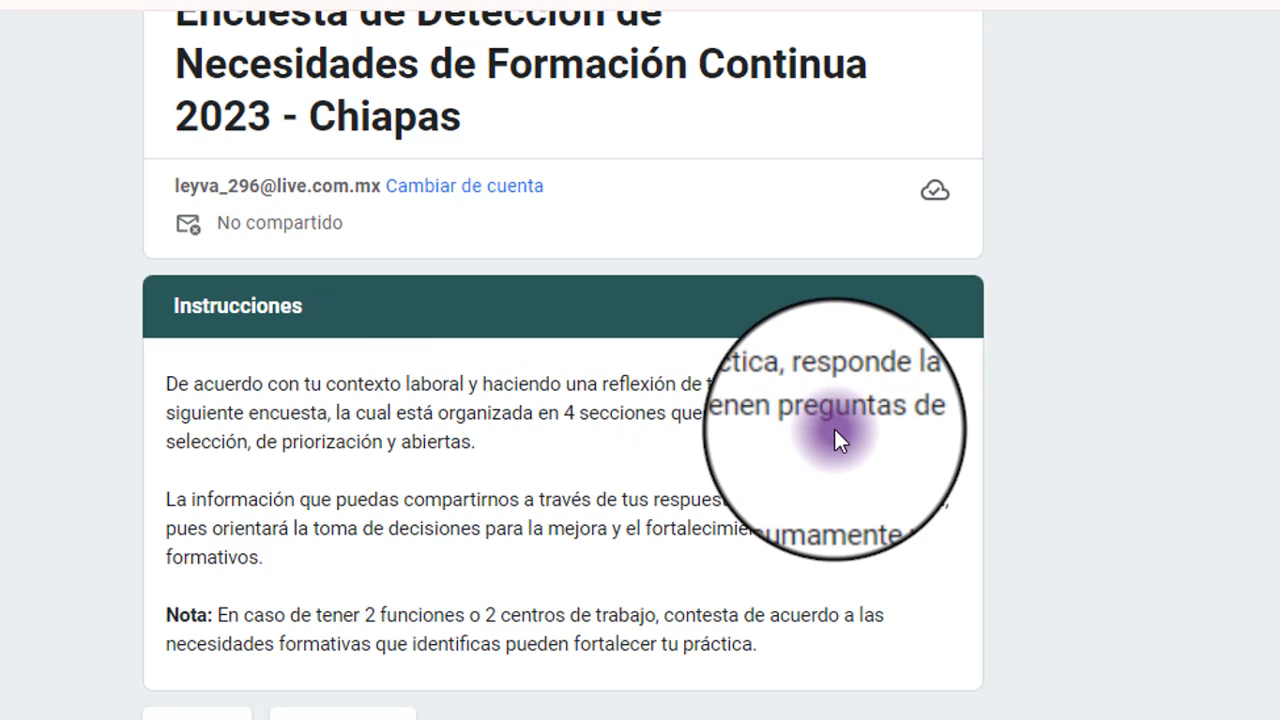 Encuesta de Detección de
Necesidades de Formación Continua
2023 - Chiapas
leyva_296@live.com.mx Cambiar de cuenta
No compartido
Instrucciones
De acuerdo con tu contexto laboral y haciendo una reflexión de t ctica, responde la
siguiente encuesta, la cual está organizada en 4 secciones que enen preguntas de
selección, de priorización y abiertas.
La información que puedas compartirnos a través de tus respues umamente
pues orientará la toma de decisiones para la mejora y el fortalecimie
formativos.
Nota: En caso de tener 2 funciones o 2 centros de trabajo, contesta de acuerdo a las
necesidades formativas que identificas pueden fortalecer tu práctica.